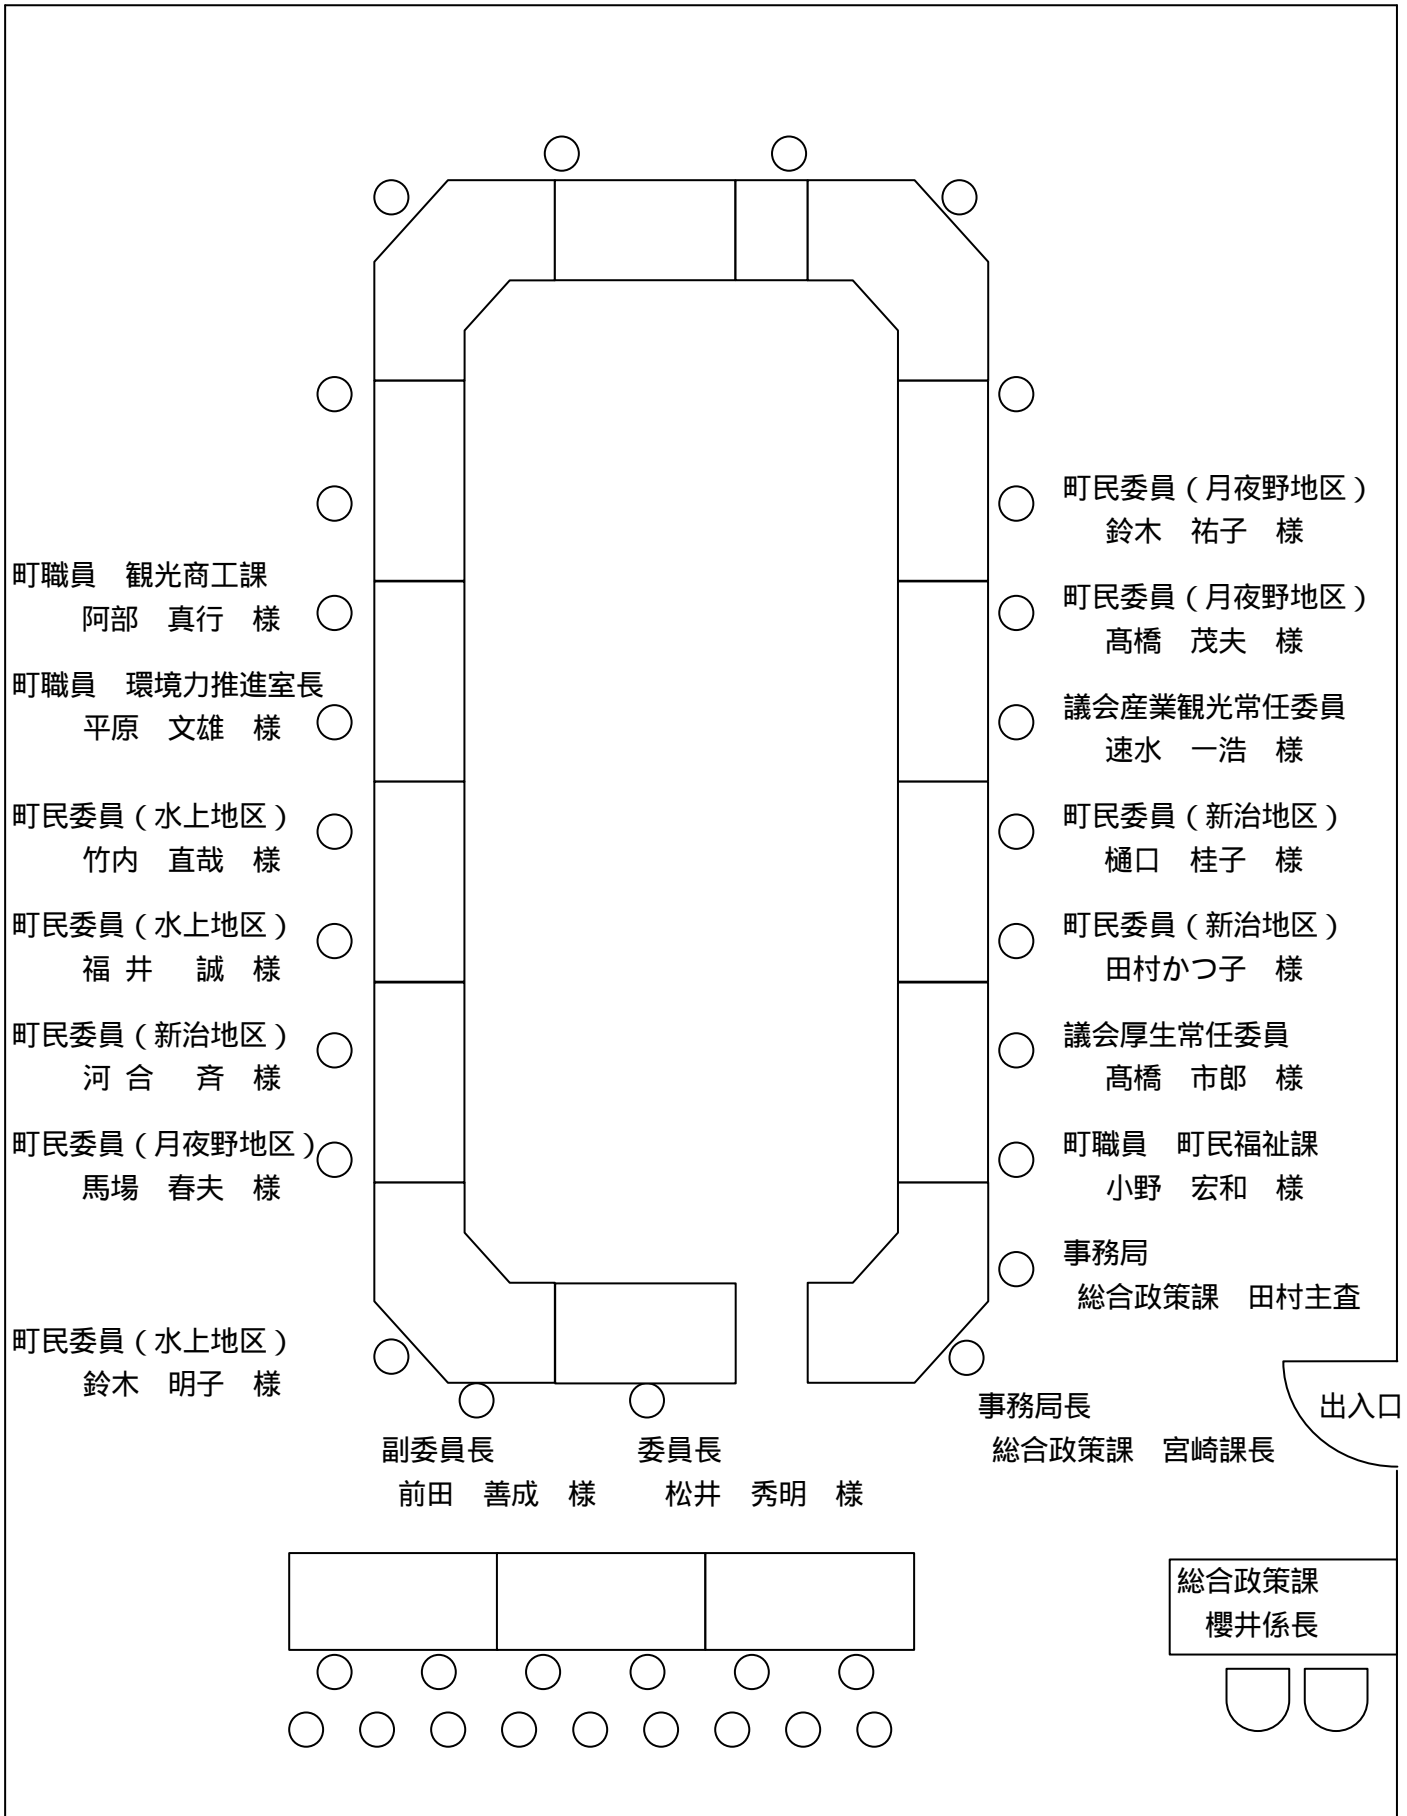 町職員　観光商工課
阿部　真行　様
町職員　環境力推進室長
平原　文雄　様
町民委員（水上地区）
竹内　直哉　様
町民委員（水上地区）
福 井　 誠　様
町民委員（新治地区）
河 合　 斉　様
町民委員（月夜野地区）
馬場　春夫　様
町民委員（水上地区）
鈴木　明子　様
副委員長
前田　善成　様
委員長
松井　秀明　様
町民委員（月夜野地区）
鈴木　祐子　様
町民委員（月夜野地区）
髙橋　茂夫　様
議会産業観光常任委員
速水　一浩　様
町民委員（新治地区）
樋口　桂子　様
町民委員（新治地区）
田村かつ子　様
議会厚生常任委員
髙橋　市郎　様
町職員　町民福祉課
小野　宏和　様
事務局
総合政策課　田村主査
事務局長
総合政策課　宮崎課長
出入口
総合政策課
櫻井係長